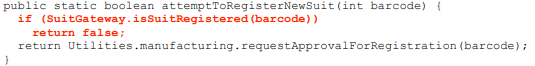 public static boolean attemptToRegisterNewSuit(int barcode) {
  if (SuitGateway.isSuitRegistered(barcode))
    return false;
  return Utilities.manufacturing.requestApprovalForRegistration(barcode);
}